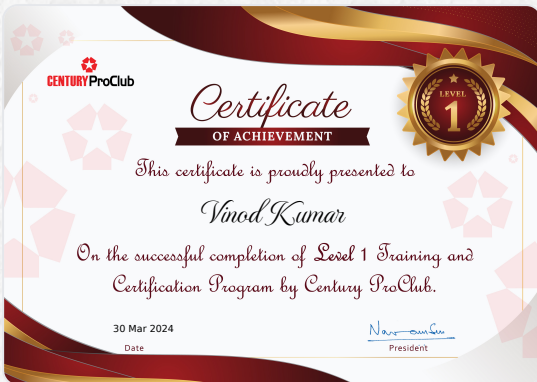 CENTURY ProClub
Certificate
OF ACHIEVEMENT
LEVEL
1
This certificate is proudly presented to
Vinod Kumar
On the successful completion of Level 1 Training and
Certification Program by Century ProClub.
30 Mar 2024
Date
President